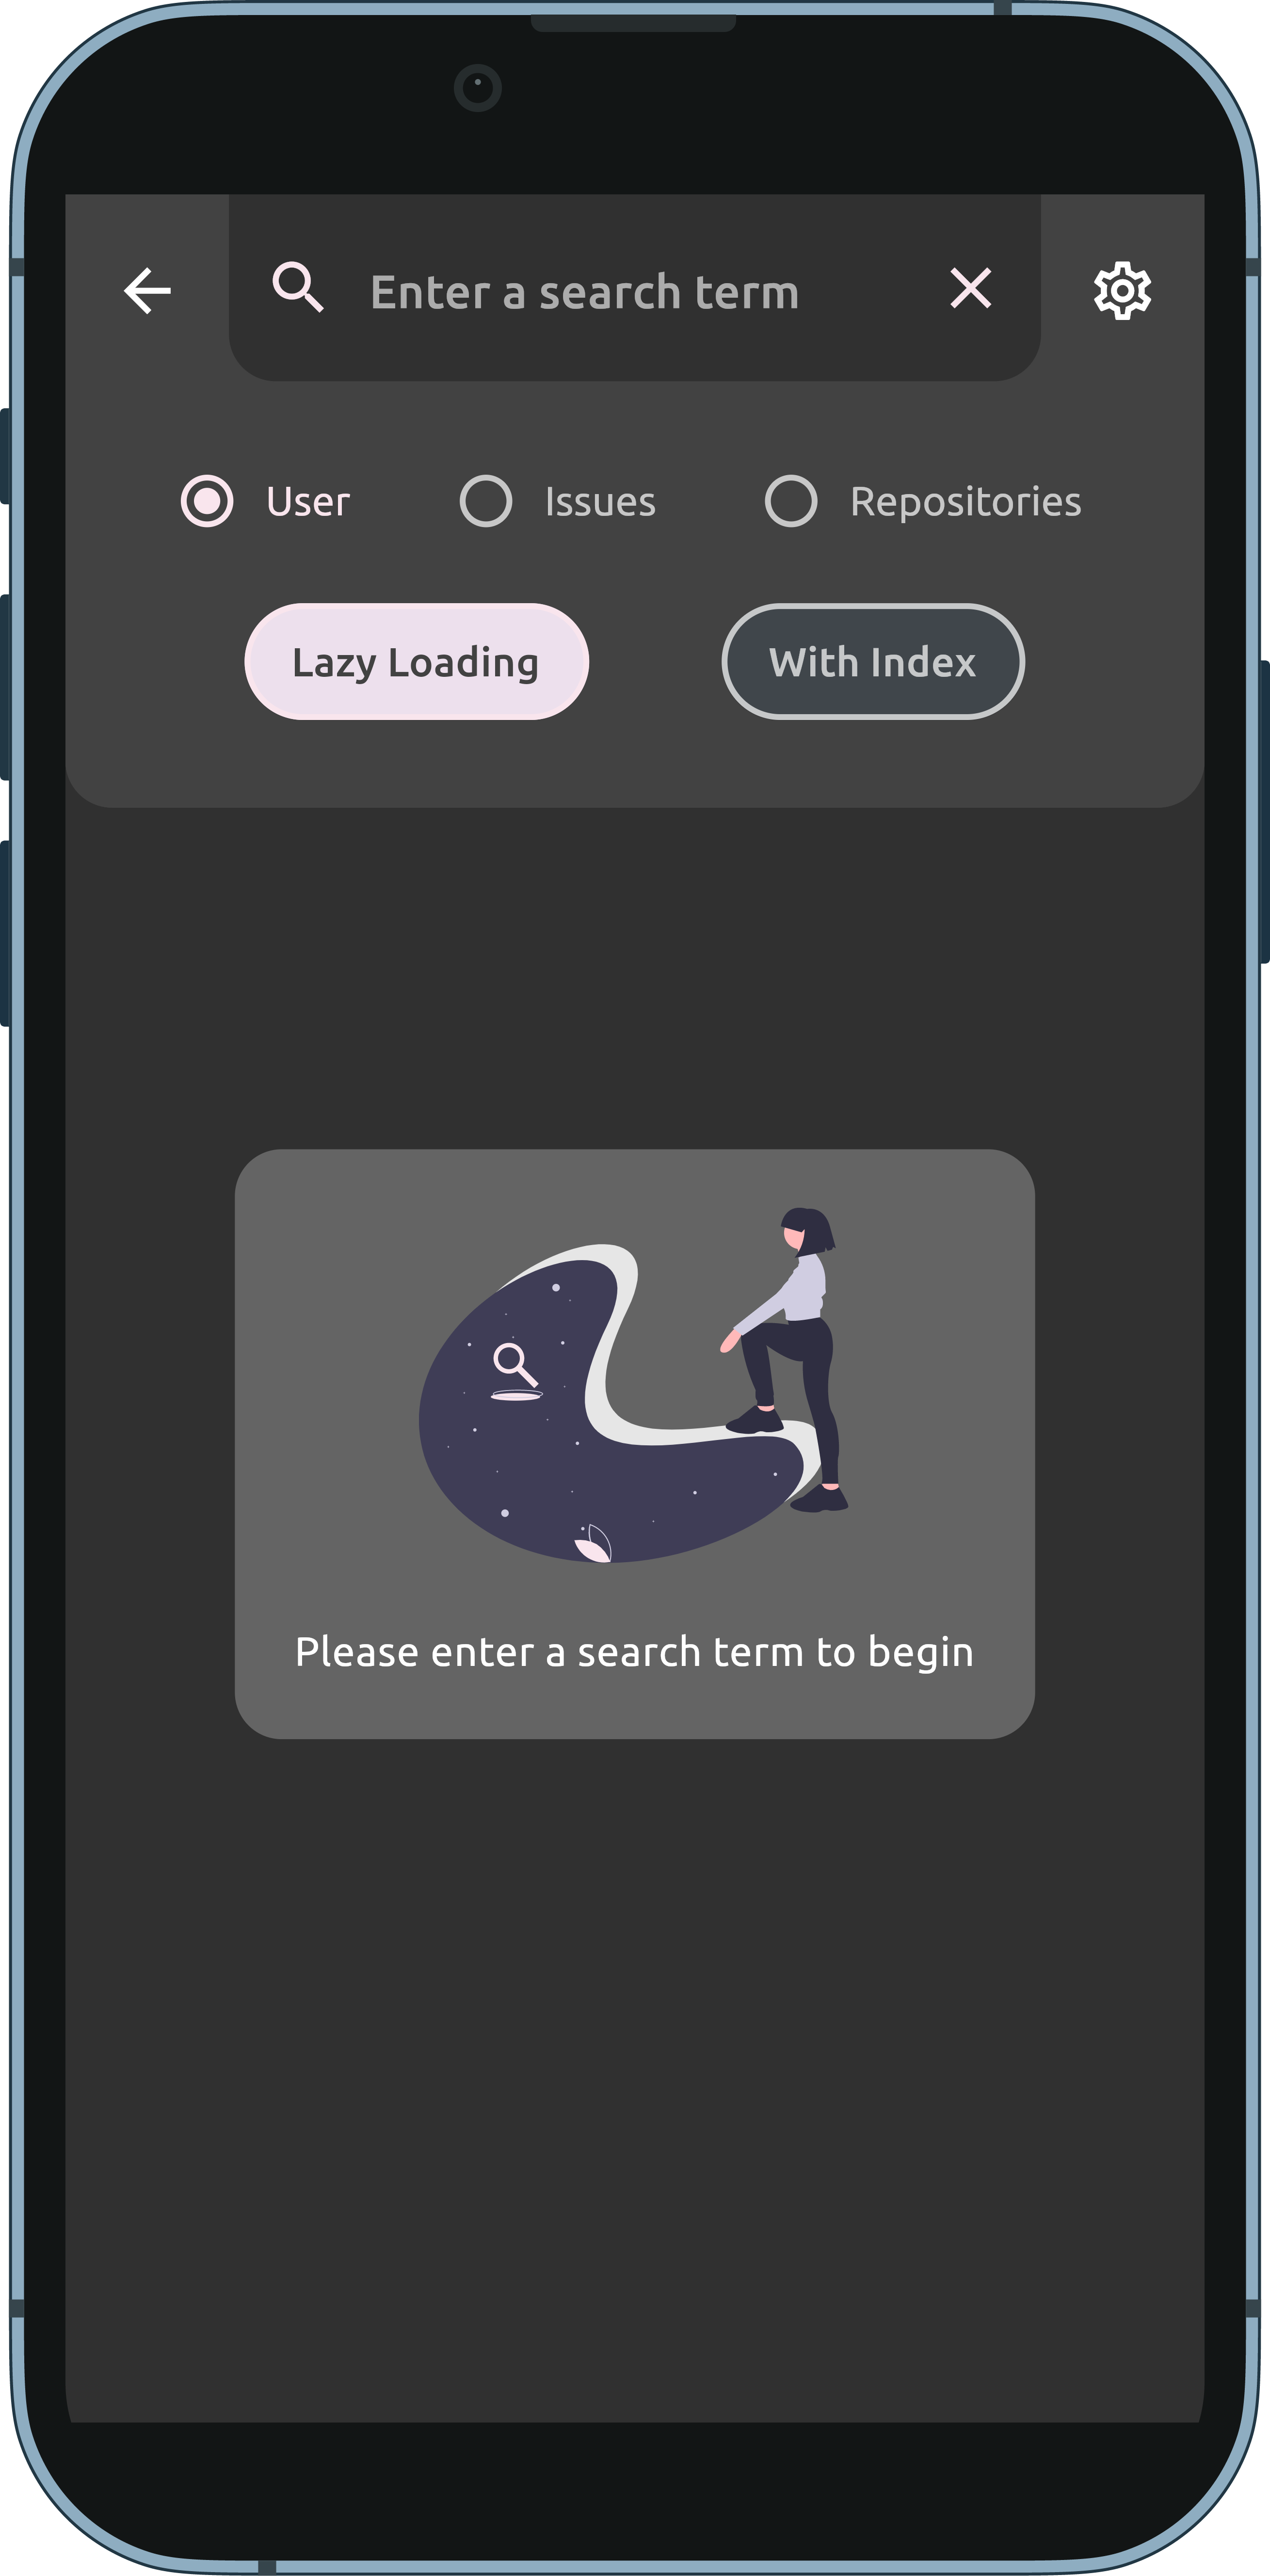 Enter a search term
User Issues Repositories
Lazy Loading With Index
Please enter a search term to begin